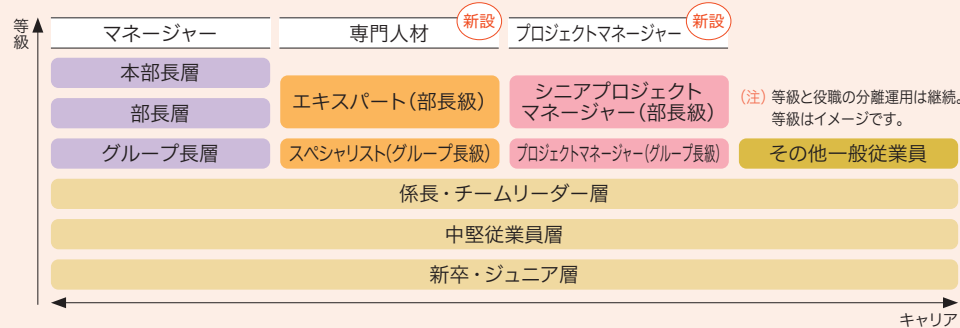 等級
マネージャー
専門人材
新設
プロジェクトマネージャー
新設
本部長層
部長層
グループ長層
エキスパート(部長級)
スペシャリスト(グループ長級)
シニアプロジェクト
マネージャー(部長級)
プロジェクトマネージャー(グループ長級)
(注) 等級と役職の分離運用は継続。
等級はイメージです。
その他一般従業員
係長・チームリーダー層
中堅従業員層
新卒・ジュニア層
キャリア